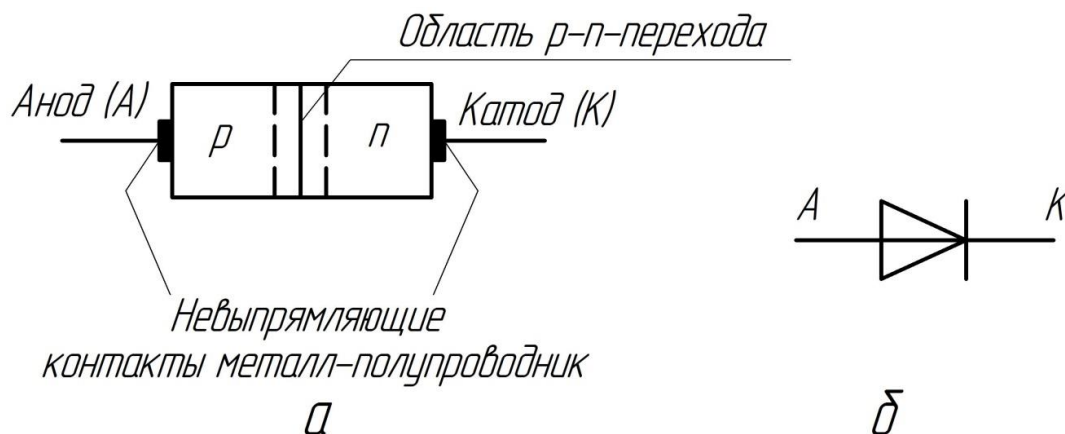 Область p-n-перехода
Анод (А)
Катод (К)
p
n
А
К
Невыпрямляющие
контакты металл-полупроводник
а
б